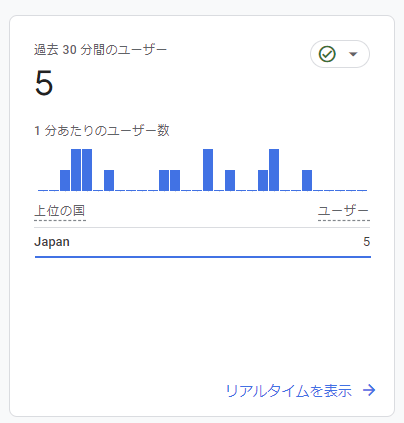 過去 30 分間のユーザー
5
1 分あたりのユーザー数
上位の国 ユーザー
Japan 5
リアルタイムを表示